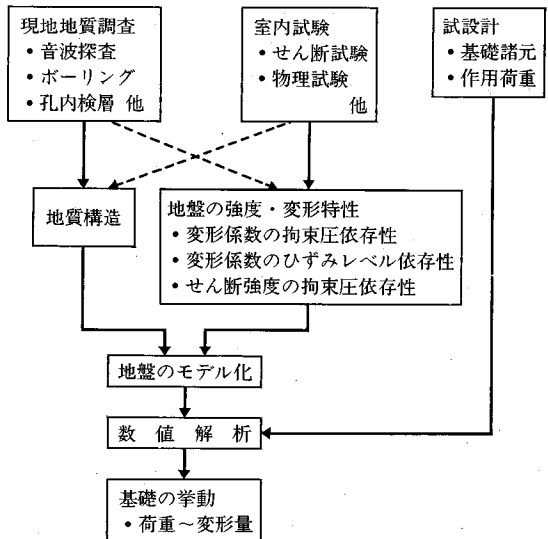 現地地質調査
• 音波探査
• ボーリング
• 孔内検層 他
室内試験
• せん断試験
• 物理試験
他
試設計
• 基礎諸元
• 作用荷重
地質構造
地盤の強度・変形特性
• 変形係数の拘束圧依存性
• 変形係数のひずみレベル依存性
• せん断強度の拘束圧依存性
地盤のモデル化
数値解析
基礎の挙動
• 荷重～変形量